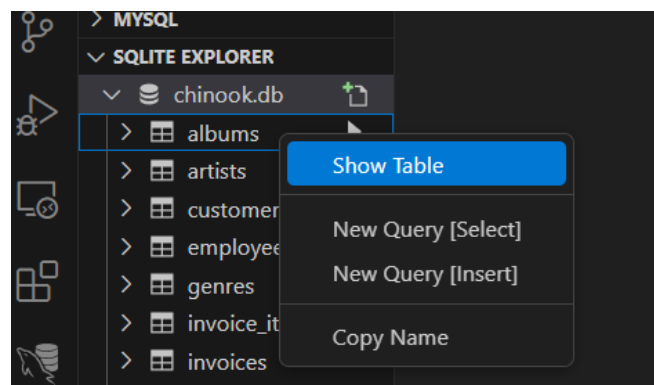 MYSQL
SQLITE EXPLORER
chinook.db
albums
artists
customer
employee
genres
invoice_it
invoices
Show Table
New Query [Select]
New Query [Insert]
Copy Name